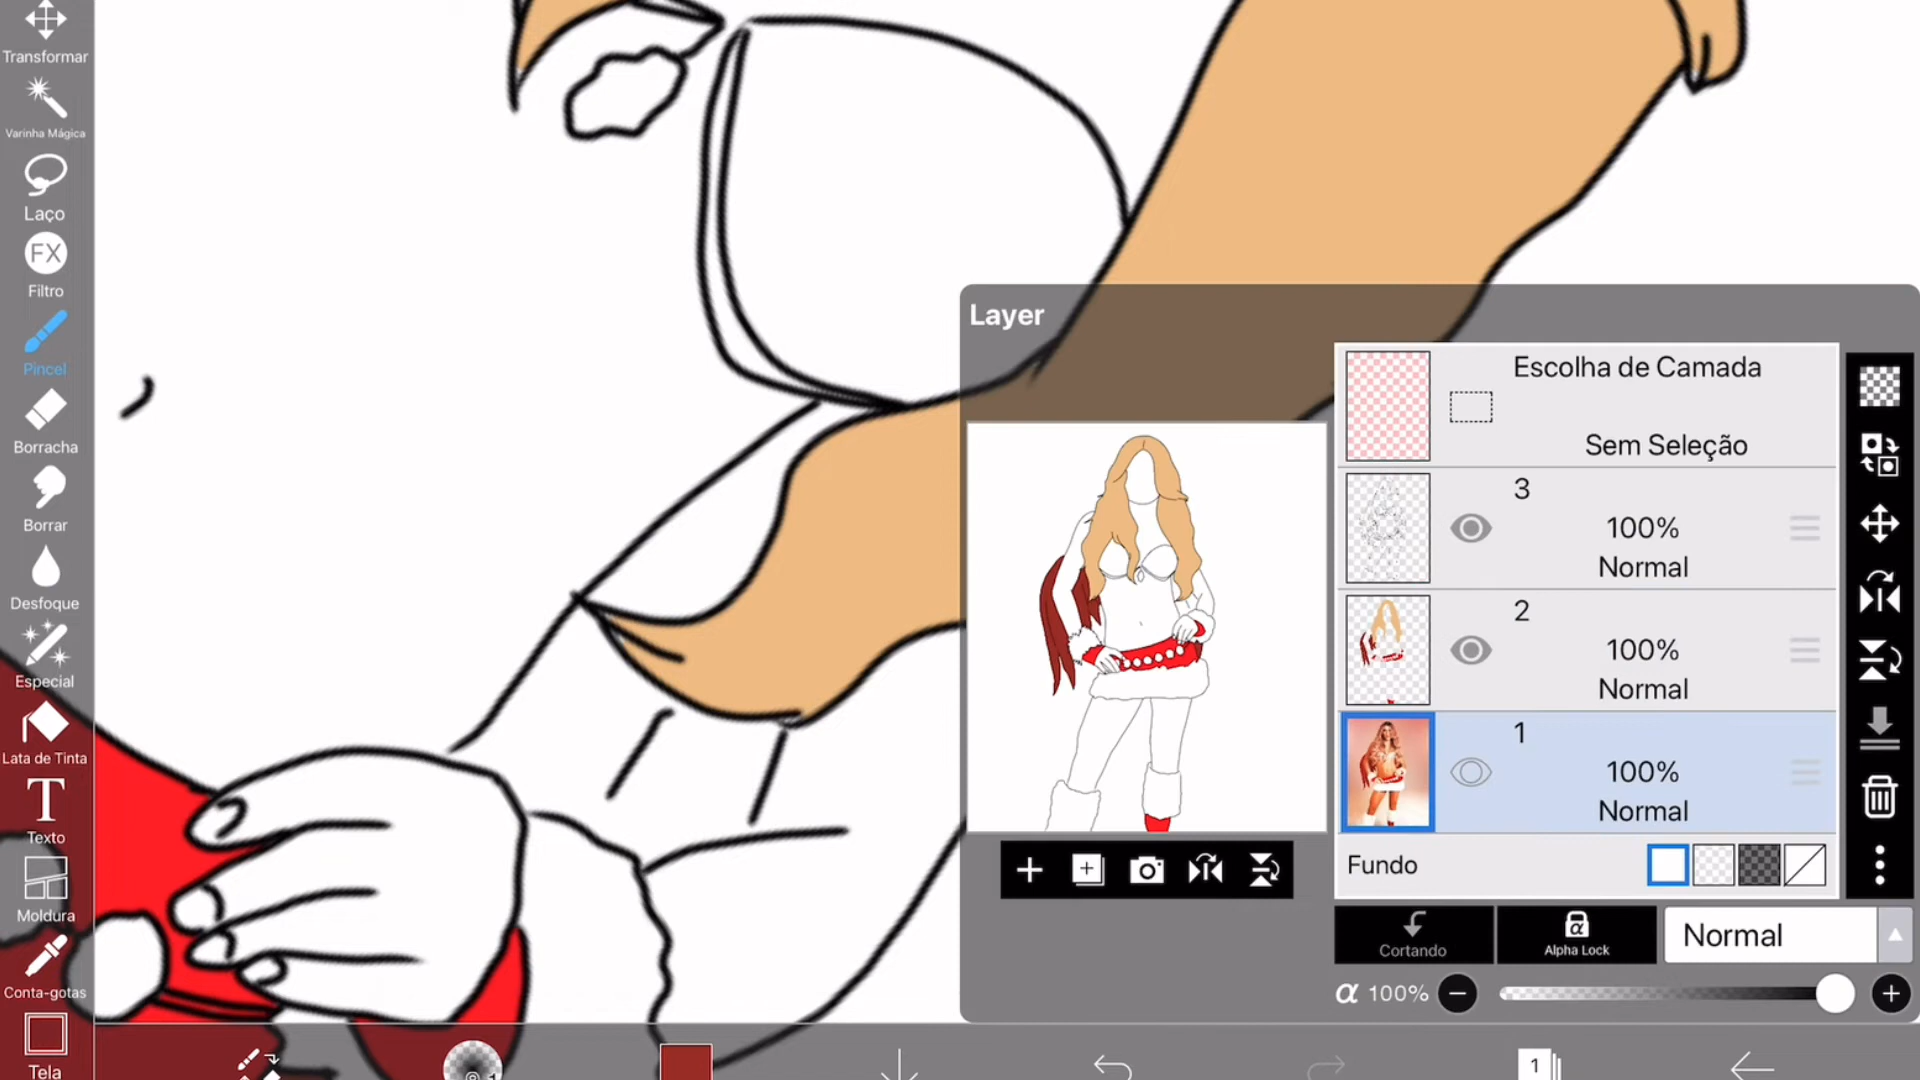 Transformar
Varinha Mágica
Laço
FX
Filtro
Pincel
Borracha
Borrar
Desfoque
Especial
Lata de Tinta
T
Texto
Moldura
Conta-gotas
Tela
Layer
Escolha de Camada
Sem Seleção
3
100%
Normal
2
100%
Normal
1
100%
Normal
Fundo
Cortando
α
Alpha Lock
Normal
α 100%
1